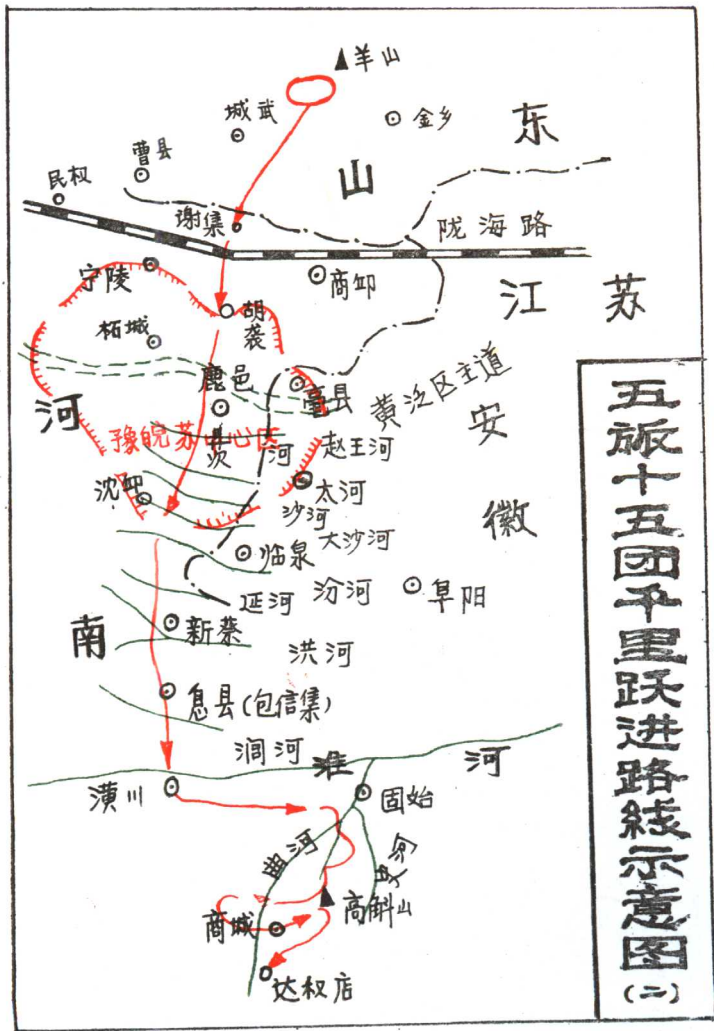 羊山
城武
金乡
东
曹县
山
民权
谢集
陇海路
宁陵
商邱
江苏
胡袭
柘城
鹿邑
亳县
黄泛区主道
河
安
豫皖苏中心区
茨
河
赵王河
太河
沈邱
沙河
徽
临泉
大沙河
延河
汾河
阜阳
南
新蔡
洪河
息县(包信集)
涧河
淮
河
潢川
固始
曲河
史河
高斛山
商城
达权店
五旅十五团千里跃进路线示意图
(二)